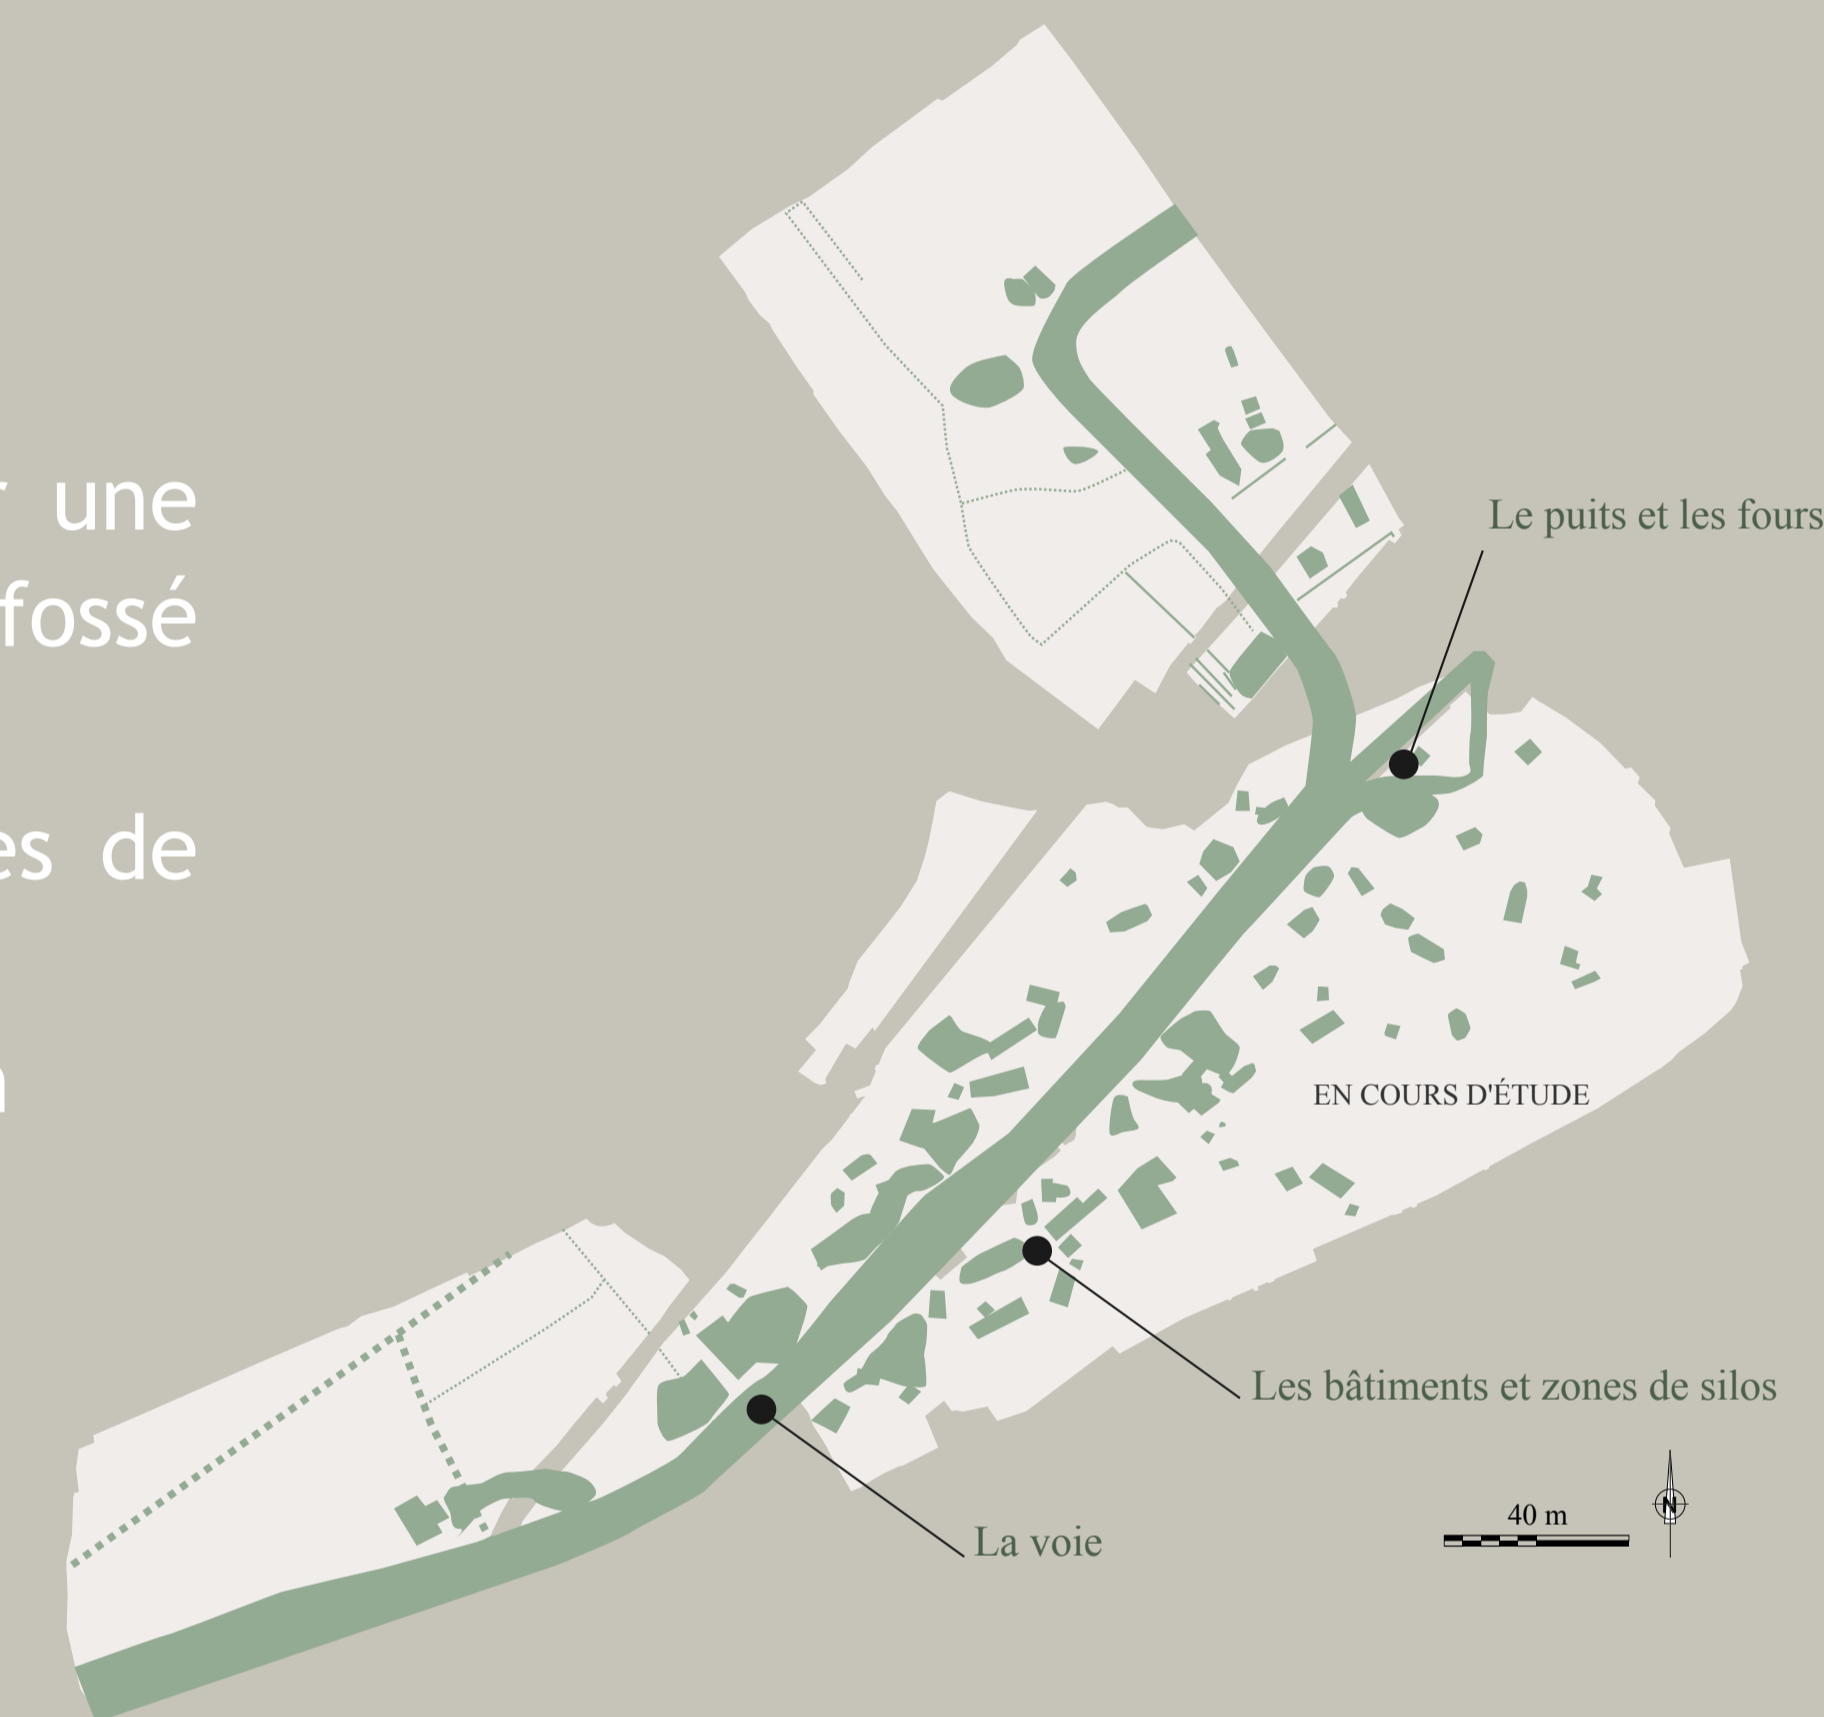 une
fossé
de
Le puits et les fours
EN COURS D'ÉTUDE
Les bâtiments et zones de silos
La voie
40 m
N